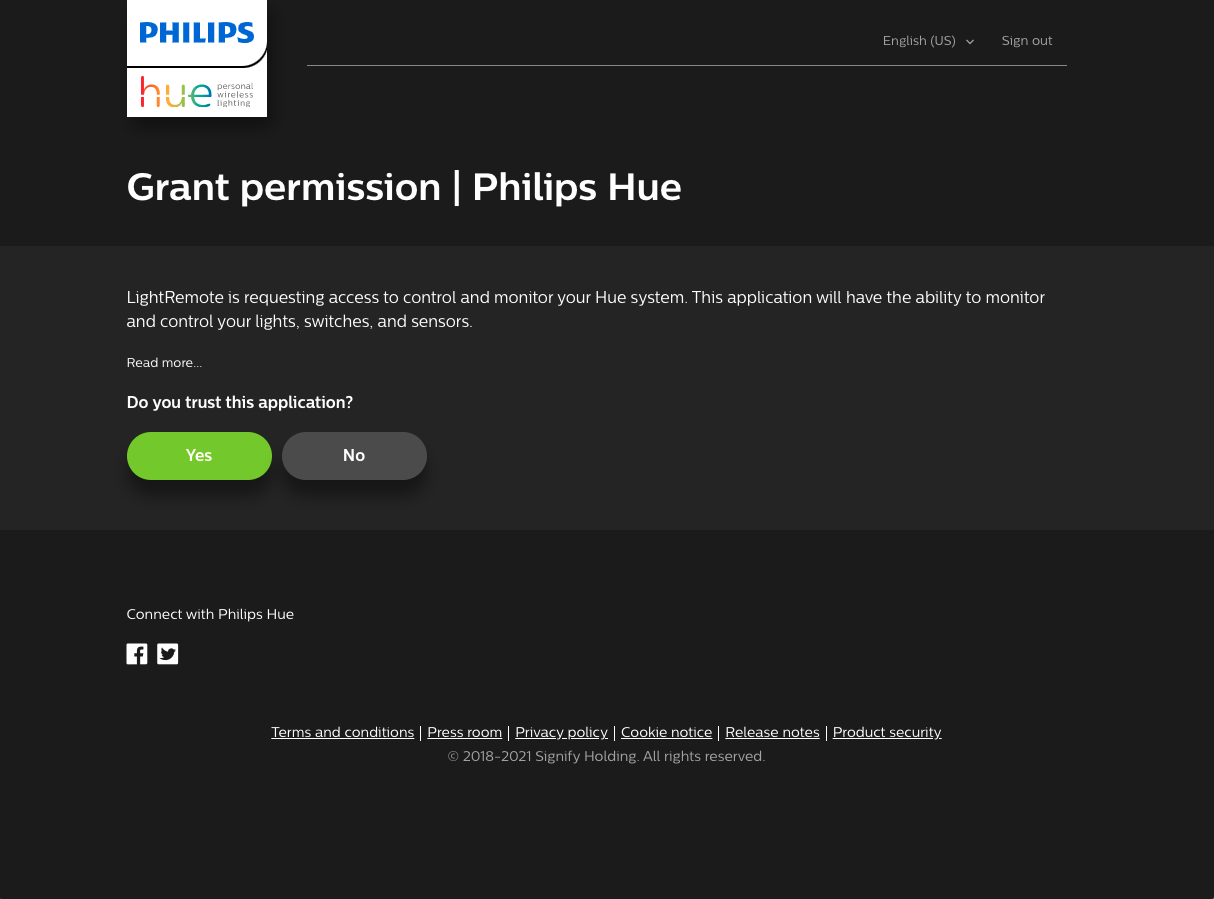 PHILIPS
hue personal
wireless
lighting
English (US) Sign out
Grant permission | Philips Hue
LightRemote is requesting access to control and monitor your Hue system. This application will have the ability to monitor
and control your lights, switches, and sensors.
Read more...
Do you trust this application?
Yes No
Connect with Philips Hue
Terms and conditions | Press room | Privacy policy | Cookie notice | Release notes | Product security
© 2018-2021 Signify Holding. All rights reserved.